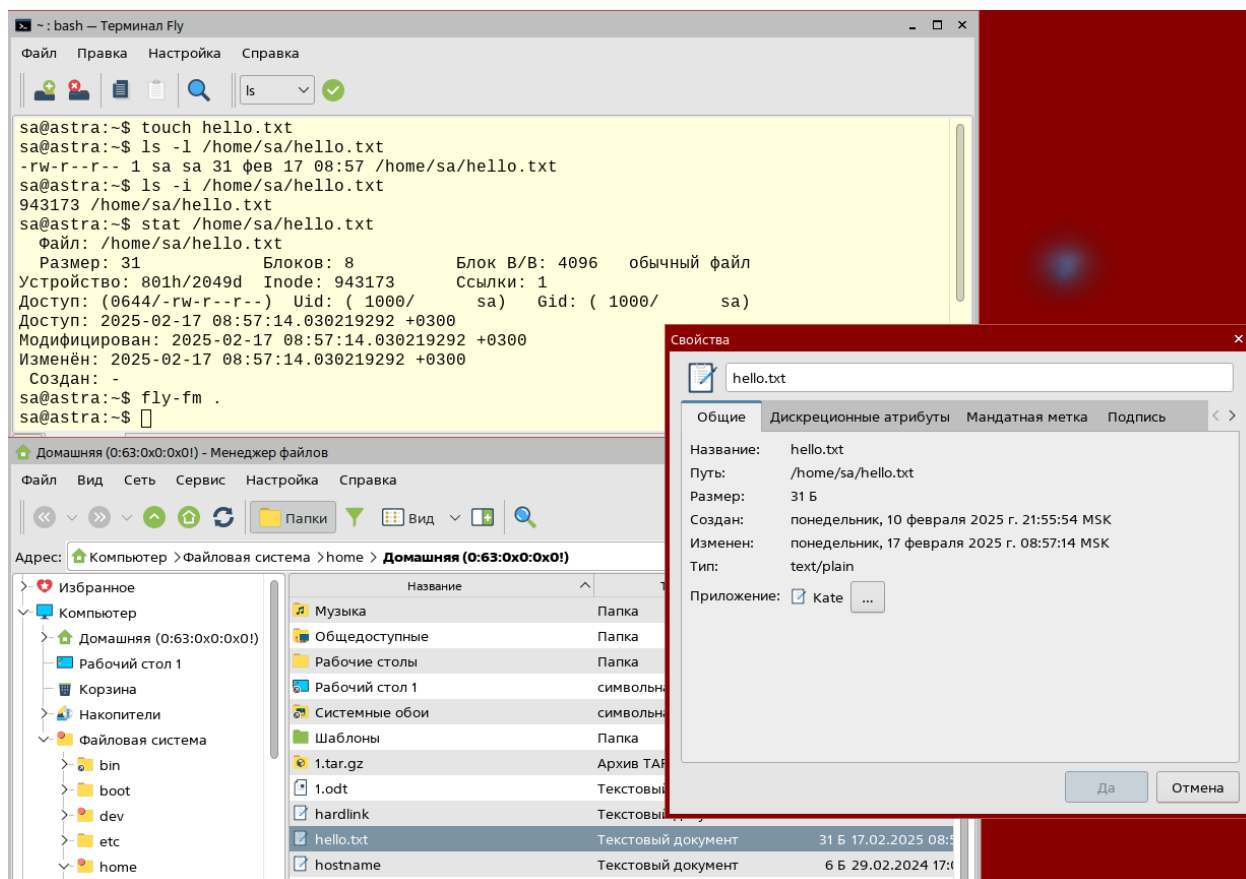 ~ : bash — Терминал Fly
Файл Правка Настройка Справка
ls
sa@astra:~$ touch hello.txt
sa@astra:~$ ls -l /home/sa/hello.txt
-rw-r--r-- 1 sa sa 31 фев 17 08:57 /home/sa/hello.txt
sa@astra:~$ ls -i /home/sa/hello.txt
943173 /home/sa/hello.txt
sa@astra:~$ stat /home/sa/hello.txt
Файл: /home/sa/hello.txt
Размер: 31 Блоков: 8 Блок В/В: 4096 обычный файл
Устройство: 801h/2049d Inode: 943173 Ссылки: 1
Доступ: (0644/-rw-r--r--) Uid: ( 1000/ sa) Gid: ( 1000/ sa)
Доступ: 2025-02-17 08:57:14.030219292 +0300
Модифицирован: 2025-02-17 08:57:14.030219292 +0300
Изменён: 2025-02-17 08:57:14.030219292 +0300
Создан: -
sa@astra:~$ fly-fm .
sa@astra:~$
Свойства
hello.txt
Общие Дискреционные атрибуты Мандатная метка Подпись
Название: hello.txt
Путь: /home/sa/hello.txt
Размер: 31 Б
Создан: понедельник, 10 февраля 2025 г. 21:55:54 MSK
Изменен: понедельник, 17 февраля 2025 г. 08:57:14 MSK
Тип: text/plain
Приложение: Kate ...
Да Отмена
Домашняя (0:63:0x0:0x0!) - Менеджер файлов
Файл Вид Сеть Сервис Настройка Справка
Папки Вид
Адрес: Компьютер >Файловая система >home > Домашняя (0:63:0x0:0x0!)
Избранное
Компьютер
Домашняя (0:63:0x0:0x0!)
Рабочий стол 1
Корзина
Накопители
Файловая система
bin
boot
dev
etc
home
Название
Музыка Папка
Общедоступные Папка
Рабочие столы Папка
Рабочий стол 1
Системные обои
Шаблоны Папка
1.tar.gz Архив
1.odt
hardlink
hello.txt Текстовый документ 31 Б 17.02.2025
hostname Текстовый документ 6 Б 29.02.2024